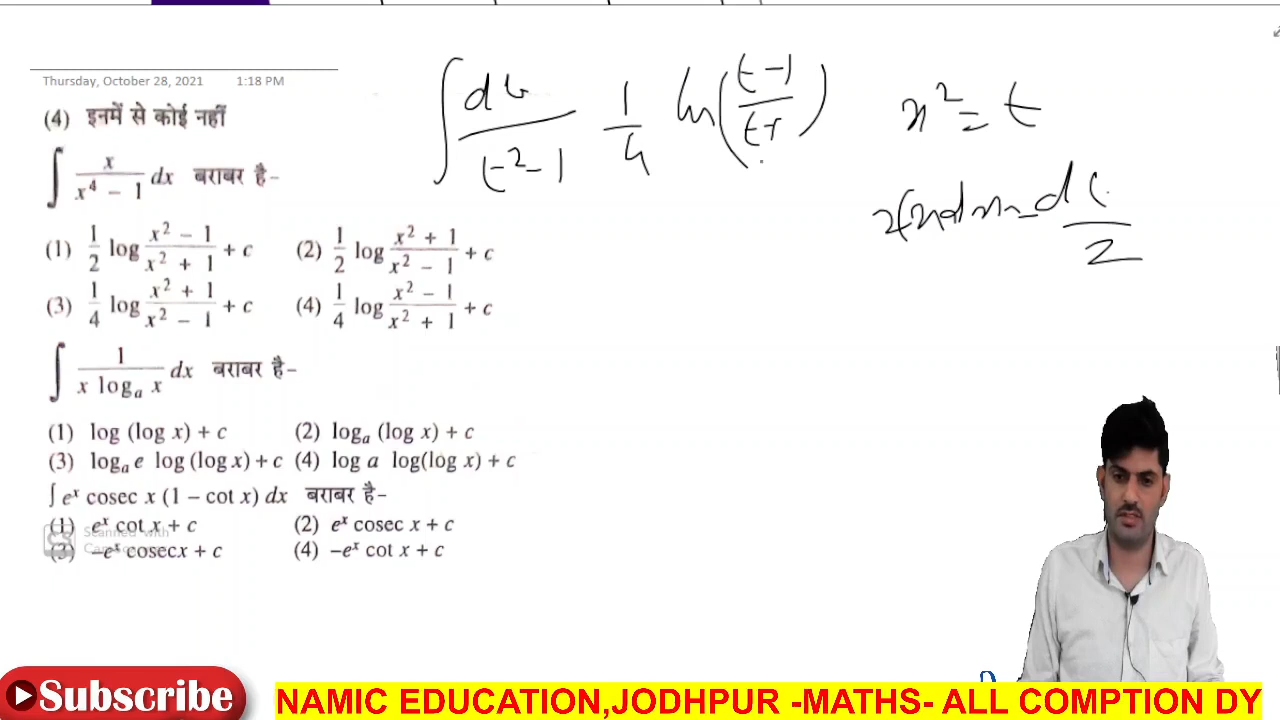 Thursday, October 28, 2021 1:18 PM
(4) इनमें से कोई नहीं
∫ x / (x⁴ − 1) dx बराबर है–
(1) 1/2 log (x² − 1)/(x² + 1) + c (2) 1/2 log (x² + 1)/(x² − 1) + c
(3) 1/4 log (x² + 1)/(x² − 1) + c (4) 1/4 log (x² − 1)/(x² + 1) + c
∫ 1 / (x logₐ x) dx बराबर है–
(1) log (log x) + c (2) logₐ (log x) + c
(3) logₐ e log (log x) + c (4) log a log(log x) + c
∫ eˣ cosec x (1 − cot x) dx बराबर है–
(1) eˣ cot x + c (2) eˣ cosec x + c
Scanned with
(3) −eˣ cosecx + c (4) −eˣ cot x + c
∫ dt / (t² − 1) 1/4 ln( (t − 1) / )
x² = t
Subscribe
NAMIC EDUCATION,JODHPUR -MATHS- ALL COMPTION DY